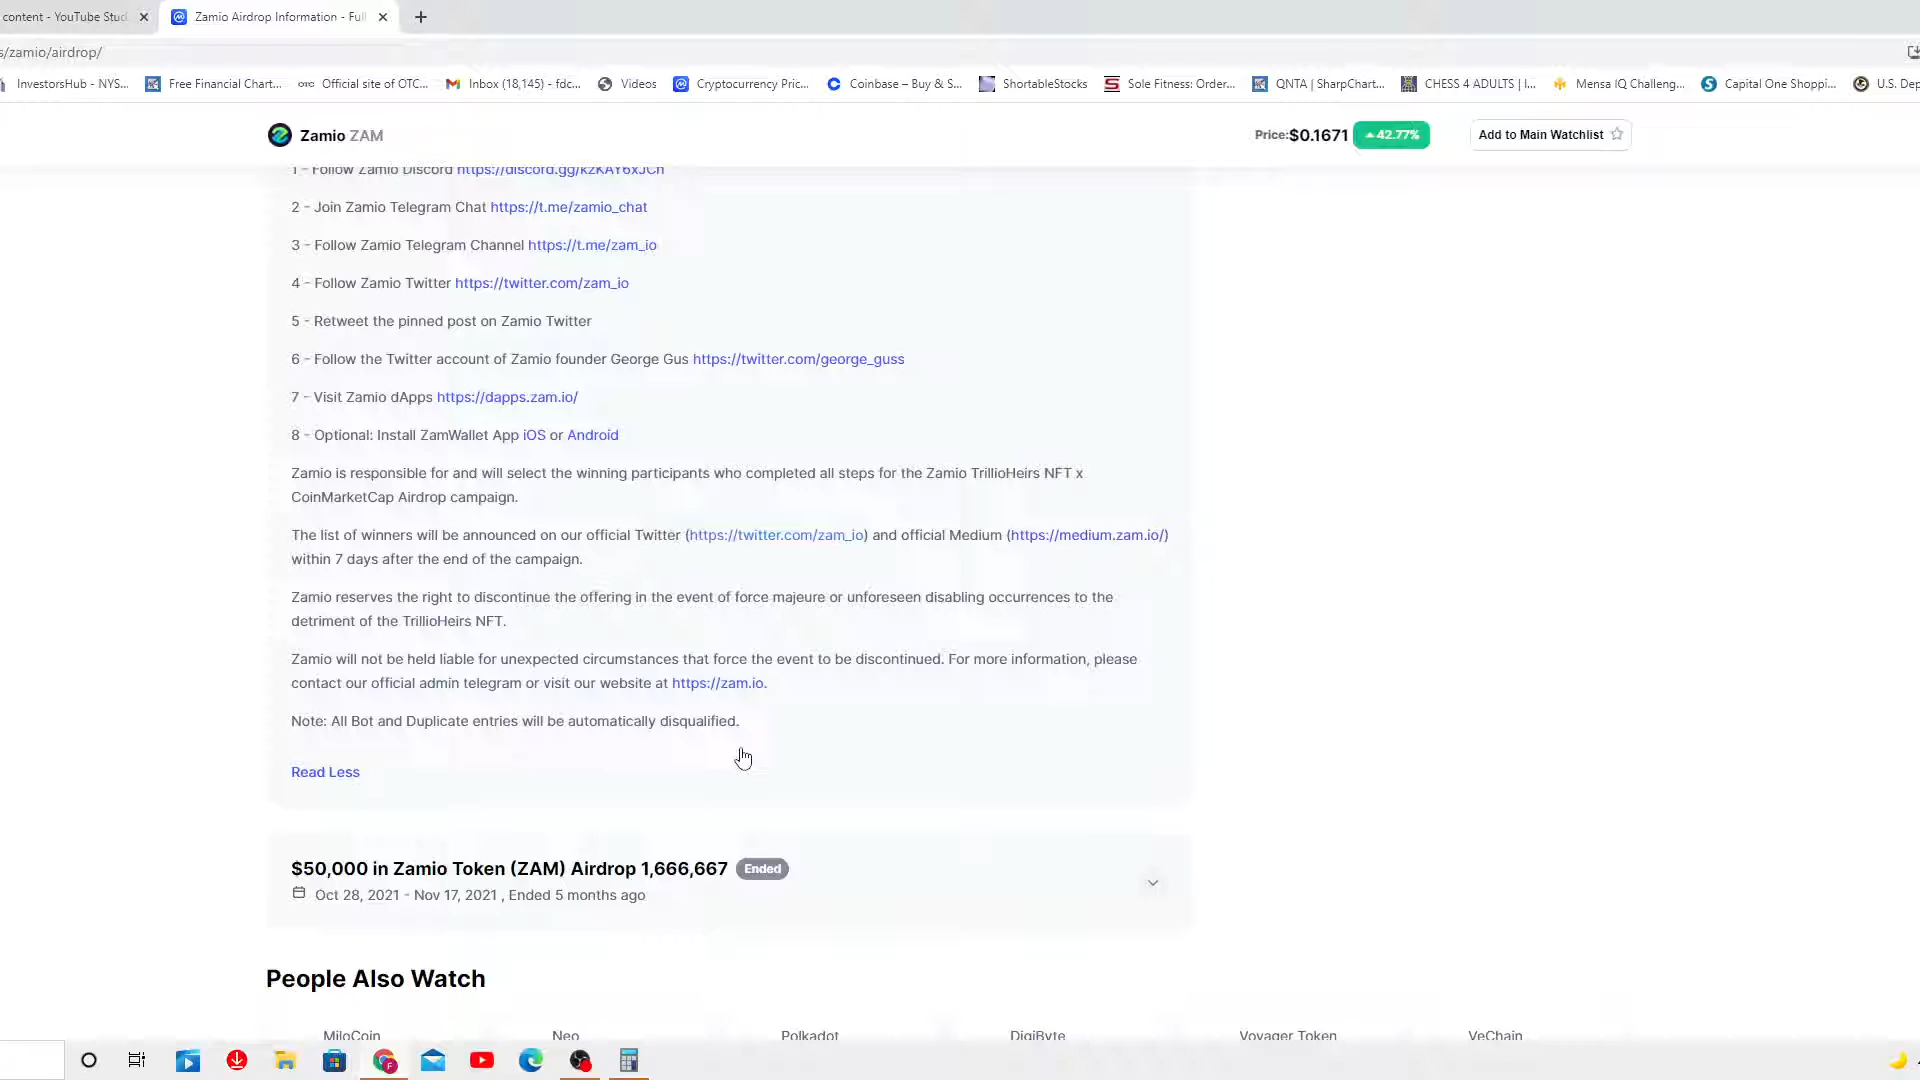 content - YouTube Stud
Zamio Airdrop Information - Full
s/zamio/airdrop/
InvestorsHub - NYS...
Free Financial Chart...
Official site of OTC...
Inbox (18,145) - fdc...
Videos
Cryptocurrency Pric...
Coinbase – Buy & S...
ShortableStocks
Sole Fitness: Order...
QNTA | SharpChart...
CHESS 4 ADULTS | I...
Mensa IQ Challeng...
Capital One Shoppi...
U.S. Dep
Zamio ZAM
Price:$0.1671
42.77%
Add to Main Watchlist
1 - Follow Zamio Discord https://discord.gg/kzKAY6xJCh
2 - Join Zamio Telegram Chat https://t.me/zamio_chat
3 - Follow Zamio Telegram Channel https://t.me/zam_io
4 - Follow Zamio Twitter https://twitter.com/zam_io
5 - Retweet the pinned post on Zamio Twitter
6 - Follow the Twitter account of Zamio founder George Gus https://twitter.com/george_guss
7 - Visit Zamio dApps https://dapps.zam.io/
8 - Optional: Install ZamWallet App iOS or Android
Zamio is responsible for and will select the winning participants who completed all steps for the Zamio TrillioHeirs NFT x
CoinMarketCap Airdrop campaign.
The list of winners will be announced on our official Twitter (https://twitter.com/zam_io) and official Medium (https://medium.zam.io/)
within 7 days after the end of the campaign.
Zamio reserves the right to discontinue the offering in the event of force majeure or unforeseen disabling occurrences to the
detriment of the TrillioHeirs NFT.
Zamio will not be held liable for unexpected circumstances that force the event to be discontinued. For more information, please
contact our official admin telegram or visit our website at https://zam.io.
Note: All Bot and Duplicate entries will be automatically disqualified.
Read Less
$50,000 in Zamio Token (ZAM) Airdrop 1,666,667 Ended
Oct 28, 2021 - Nov 17, 2021 , Ended 5 months ago
People Also Watch
MiloCoin
Neo
Polkadot
DigiByte
Voyager Token
VeChain